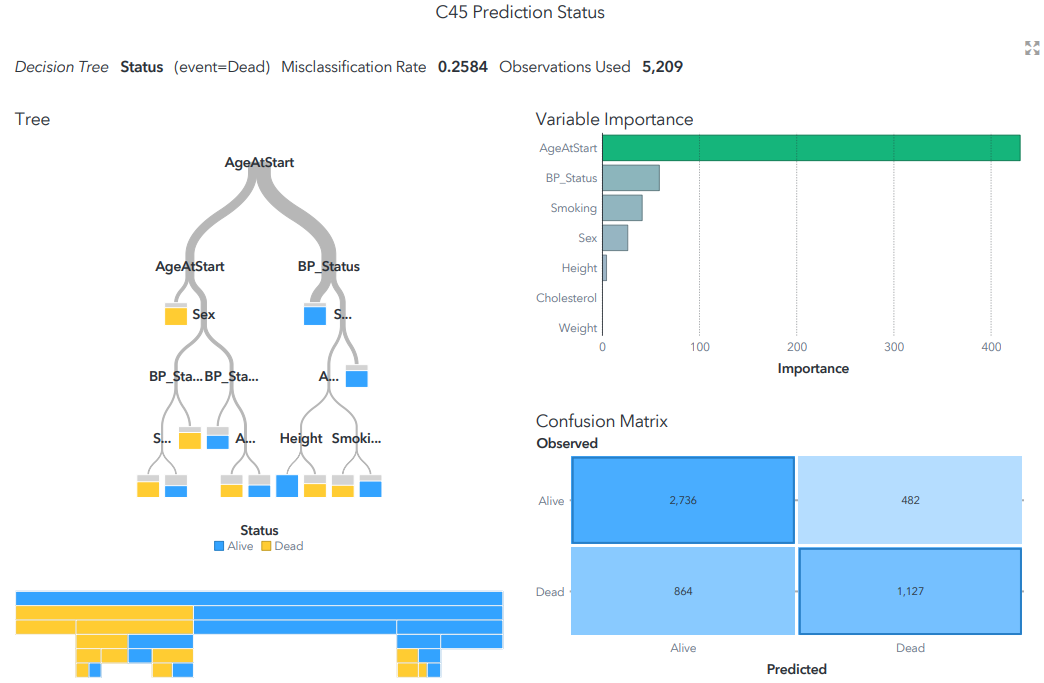 C45 Prediction Status
Decision Tree Status (event=Dead) Misclassification Rate 0.2584 Observations Used 5,209
Tree
AgeAtStart
AgeAtStart BP_Status
Sex S...
BP_Sta... BP_Sta... A...
S... A... Height Smoki...
Status
Alive Dead
Variable Importance
AgeAtStart
BP_Status
Smoking
Sex
Height
Cholesterol
Weight
0 100 200 300 400
Importance
Confusion Matrix
Observed
Alive 2,736 482
Dead 864 1,127
Alive Dead
Predicted